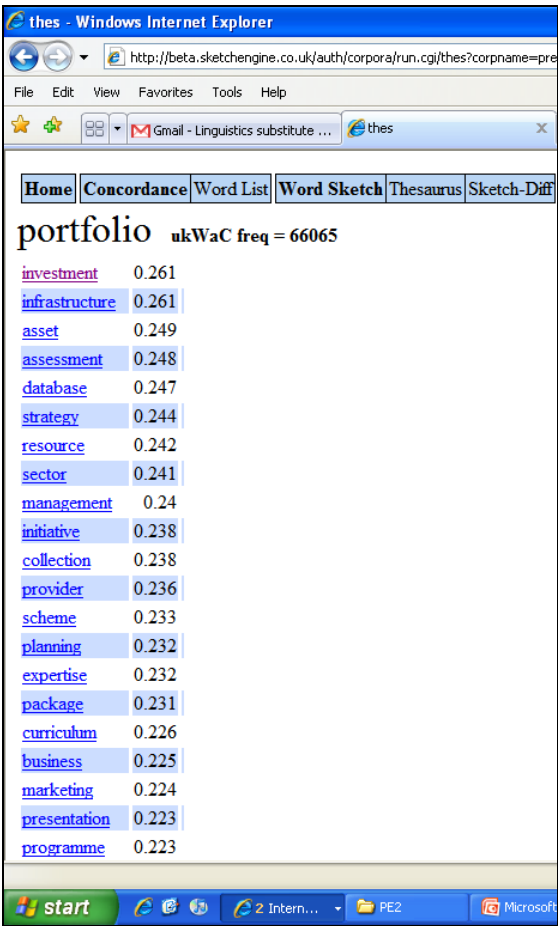 thes - Windows Internet Explorer
http://beta.sketchengine.co.uk/auth/corpora/run.cgi/thes?corpname=pre
File Edit View Favorites Tools Help
Gmail - Linguistics substitute ... thes x
Home Concordance Word List Word Sketch Thesaurus Sketch-Diff
portfolio ukWaC freq = 66065
investment 0.261
infrastructure 0.261
asset 0.249
assessment 0.248
database 0.247
strategy 0.244
resource 0.242
sector 0.241
management 0.24
initiative 0.238
collection 0.238
provider 0.236
scheme 0.233
planning 0.232
expertise 0.232
package 0.231
curriculum 0.226
business 0.225
marketing 0.224
presentation 0.223
programme 0.223
start 2 Intern... PE2 Microsoft